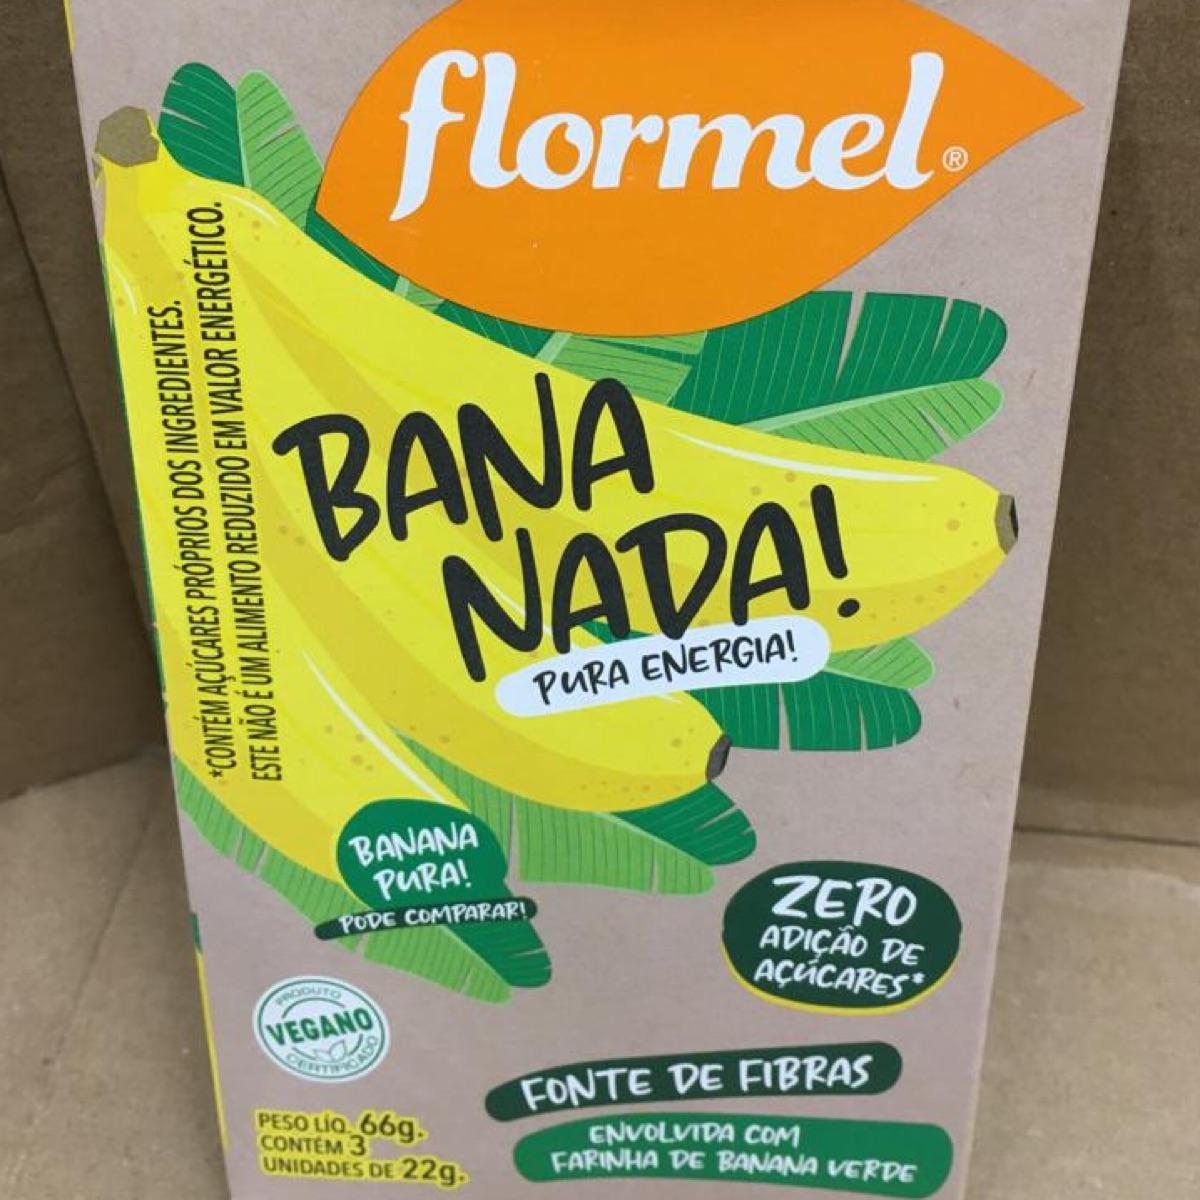 flormel®
*CONTÉM AÇÚCARES PRÓPRIOS DOS INGREDIENTES.
ESTE NÃO É UM ALIMENTO REDUZIDO EM VALOR ENERGÉTICO.
BANA
NADA!
PURA ENERGIA!
BANANA
PURA!
PODE COMPARAR!
ZERO
ADIÇÃO DE
AÇÚCARES*
PRODUTO
VEGANO
CERTIFICADO
FONTE DE FIBRAS
ENVOLVIDA COM
FARINHA DE BANANA VERDE
PESO LÍQ. 66g.
CONTÉM 3
UNIDADES DE 22g.